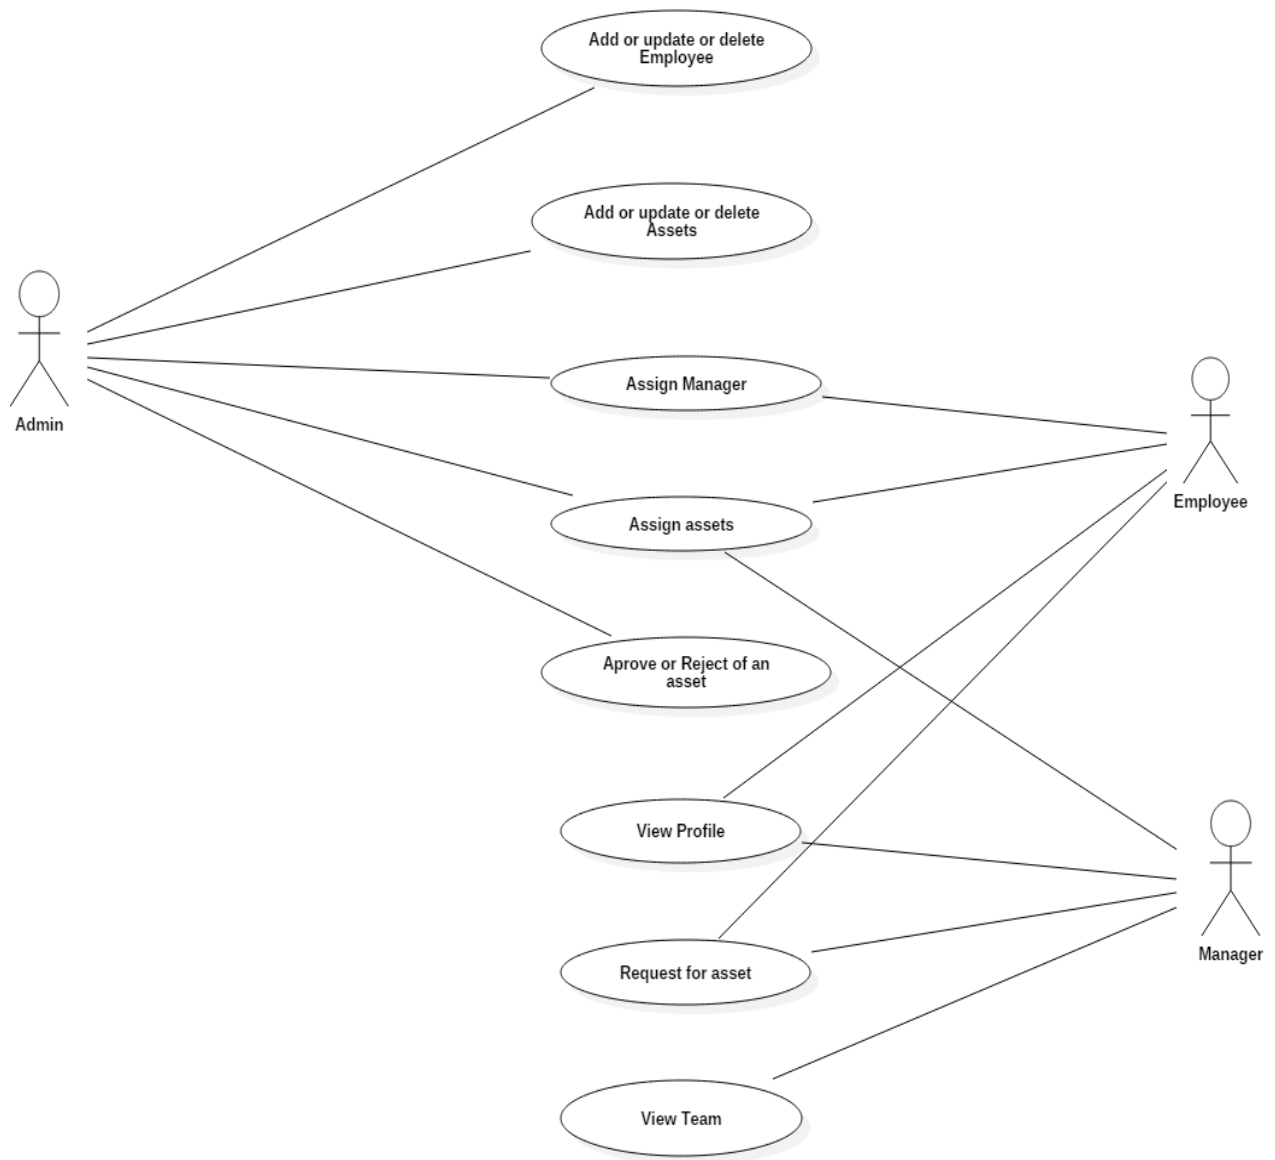 Add or update or delete
Employee
Add or update or delete
Assets
Admin
Assign Manager
Employee
Assign assets
Aprove or Reject of an
asset
View Profile
Manager
Request for asset
View Team